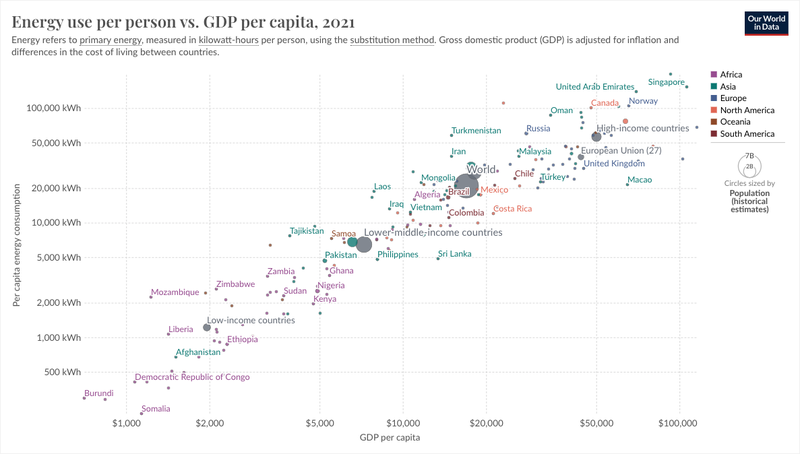 Energy use per person vs. GDP per capita, 2021
Our World
in Data
Energy refers to primary energy, measured in kilowatt-hours per person, using the substitution method. Gross domestic product (GDP) is adjusted for inflation and
differences in the cost of living between countries.
Africa
Asia
Europe
North America
Oceania
South America
7B
2B
Circles sized by
Population
(historical
estimates)
Per capita energy consumption
100,000 kWh
50,000 kWh
20,000 kWh
10,000 kWh
5,000 kWh
2,000 kWh
1,000 kWh
500 kWh
Singapore
United Arab Emirates
Canada
Norway
Oman
High-income countries
Turkmenistan
Russia
Iran
Malaysia
European Union (27)
United Kingdom
World
Chile
Turkey
Macao
Mongolia
Laos
Algeria
Brazil
Mexico
Iraq
Vietnam
Colombia
Costa Rica
Tajikistan
Samoa
Lower-middle-income countries
Pakistan
Philippines
Sri Lanka
Zambia
Ghana
Mozambique
Zimbabwe
Sudan
Nigeria
Kenya
Low-income countries
Liberia
Ethiopia
Afghanistan
Democratic Republic of Congo
Burundi
Somalia
$1,000
$2,000
$5,000
$10,000
$20,000
$50,000
$100,000
GDP per capita